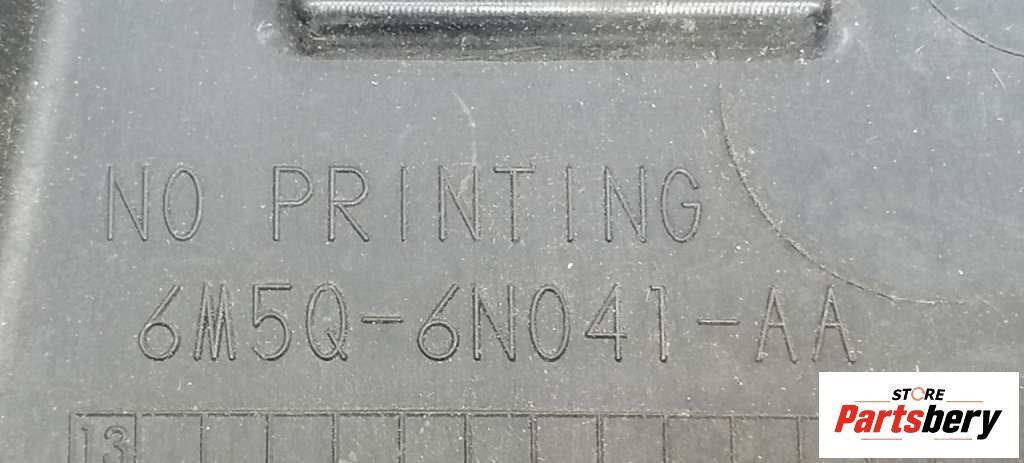 NO PRINTING
6M5Q-6N041-AA
13
STORE
Partsbery